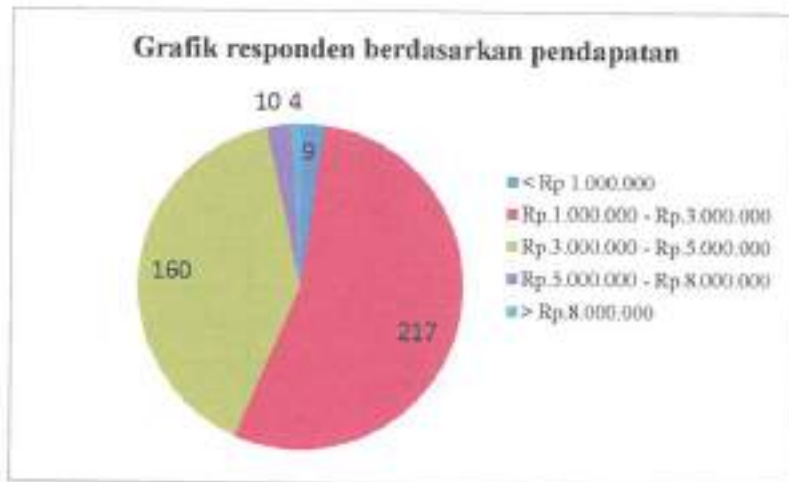 Grafik responden berdasarkan pendapatan
10 4
9
160
217
< Rp 1.000.000
Rp.1.000.000 - Rp.3.000.000
Rp.3.000.000 - Rp.5.000.000
Rp.5.000.000 - Rp.8.000.000
> Rp.8.000.000